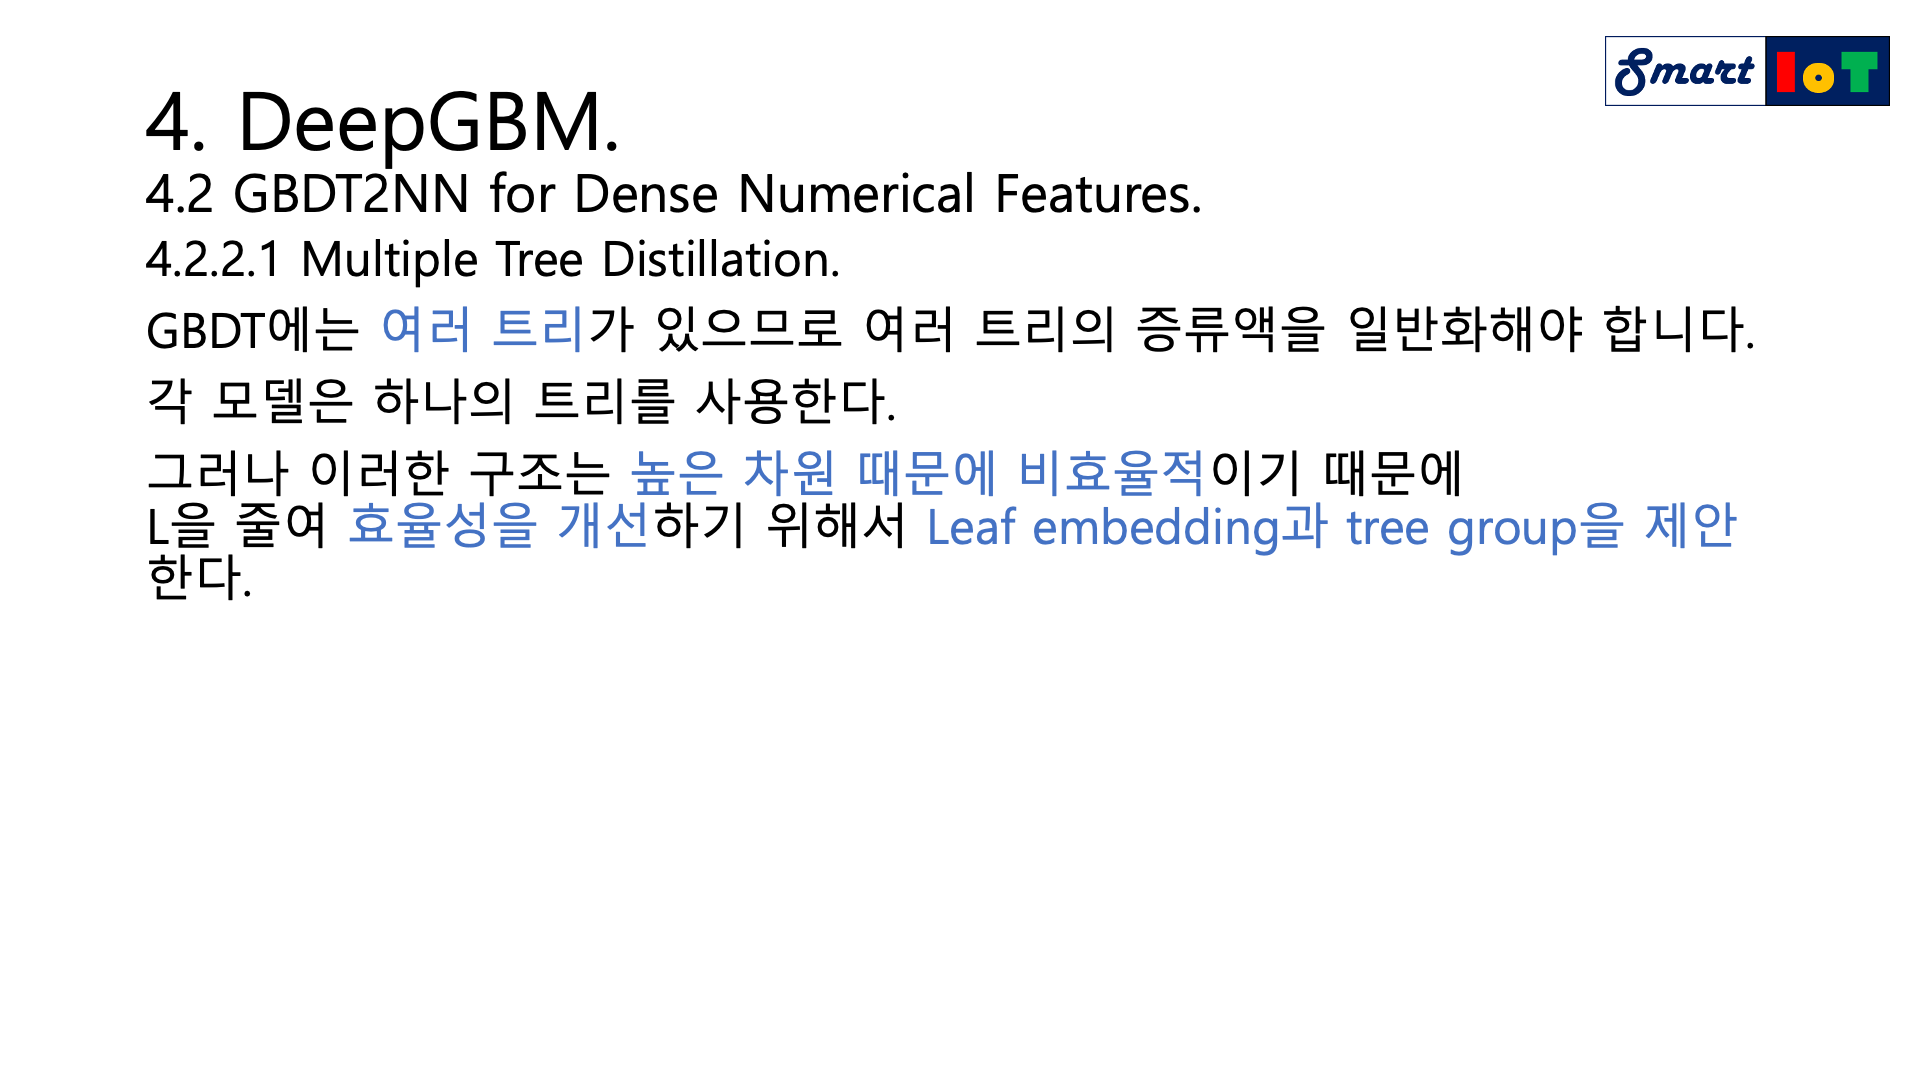 Smart IoT
4. DeepGBM.
4.2 GBDT2NN for Dense Numerical Features.
4.2.2.1 Multiple Tree Distillation.
GBDT에는 여러 트리가 있으므로 여러 트리의 증류액을 일반화해야 합니다.
각 모델은 하나의 트리를 사용한다.
그러나 이러한 구조는 높은 차원 때문에 비효율적이기 때문에
L을 줄여 효율성을 개선하기 위해서 Leaf embedding과 tree group을 제안
한다.